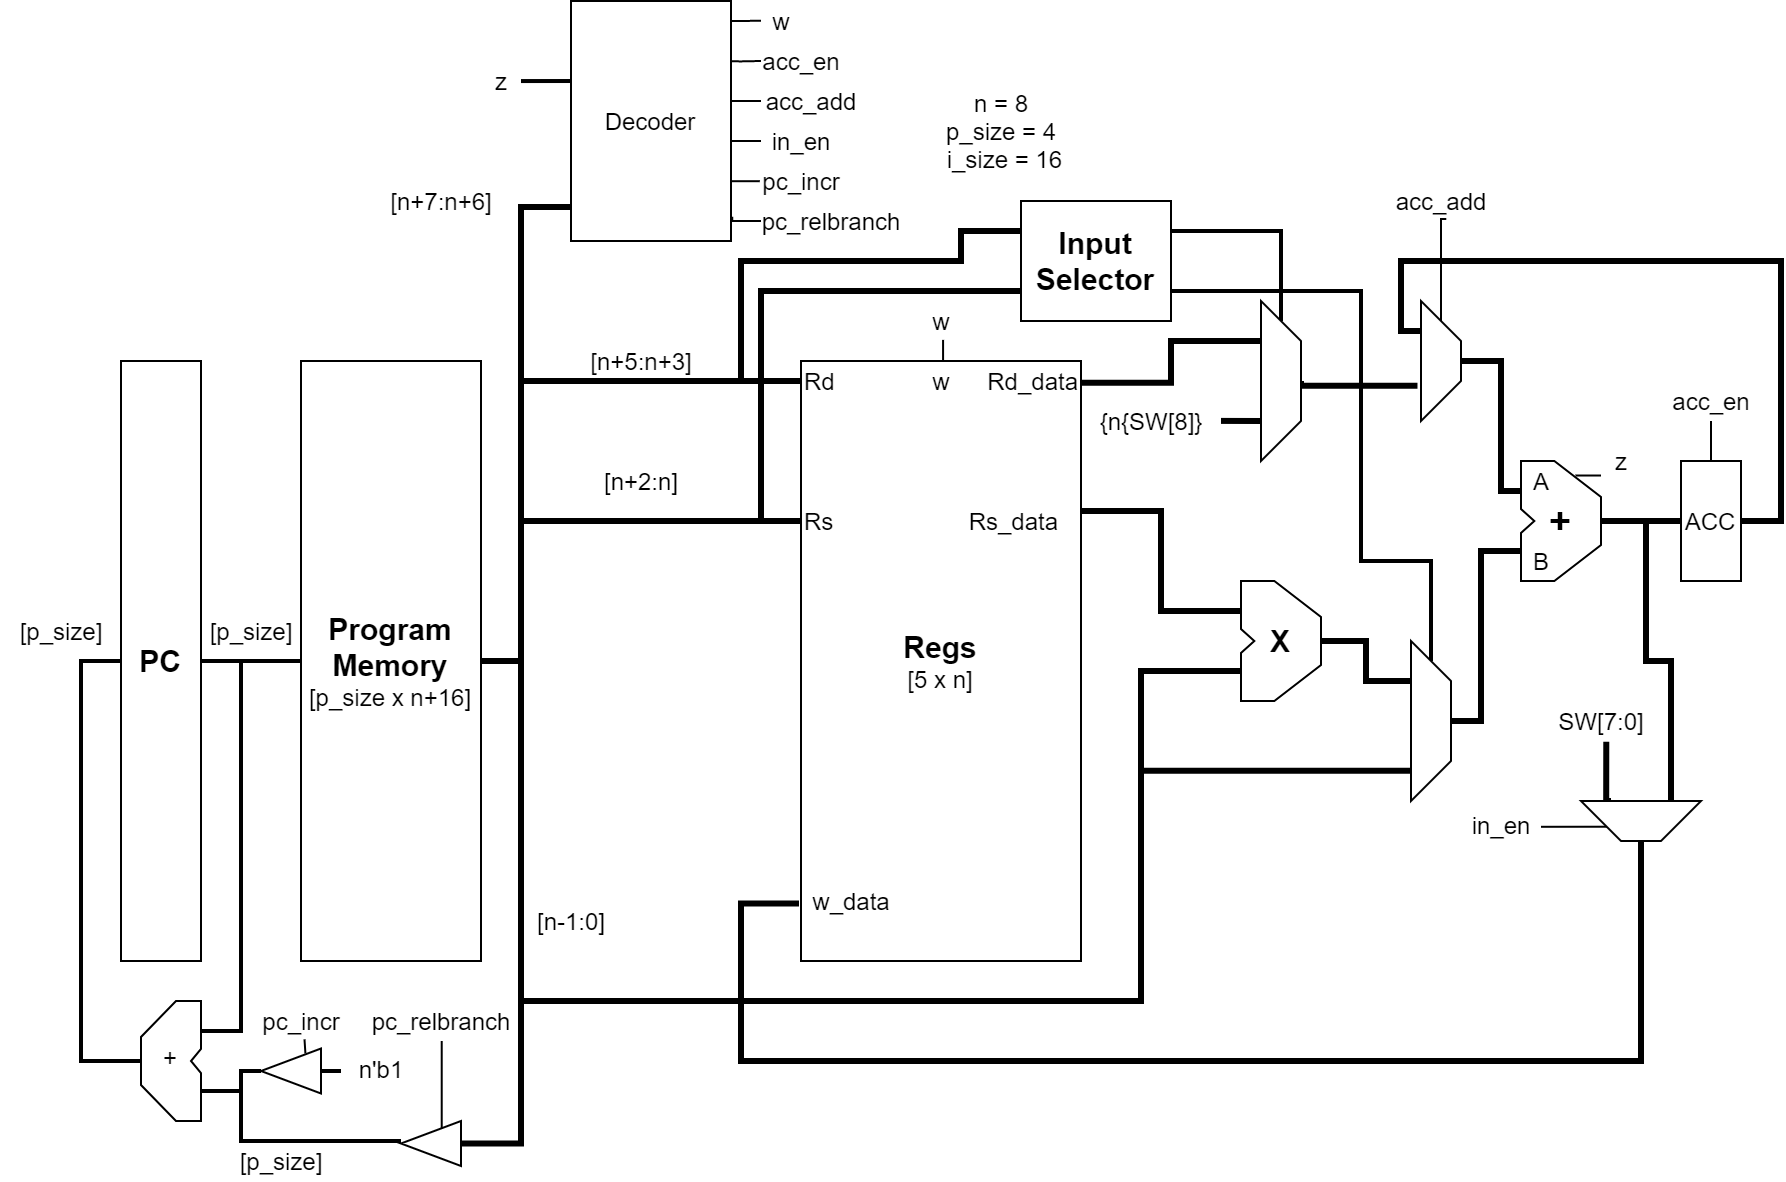 w
z
acc_en
acc_add
Decoder
in_en
pc_incr
pc_relbranch
n = 8
p_size = 4
i_size = 16
[n+7:n+6]
acc_add
Input
Selector
w
[n+5:n+3]
Rd
w
Rd_data
{n{SW[8]}
acc_en
[n+2:n]
Rs
Rs_data
A
z
+
B
ACC
[p_size]
PC
[p_size]
Program
Memory
[p_size x n+16]
Regs
[5 x n]
X
SW[7:0]
in_en
[n-1:0]
w_data
pc_incr
pc_relbranch
+
n'b1
[p_size]